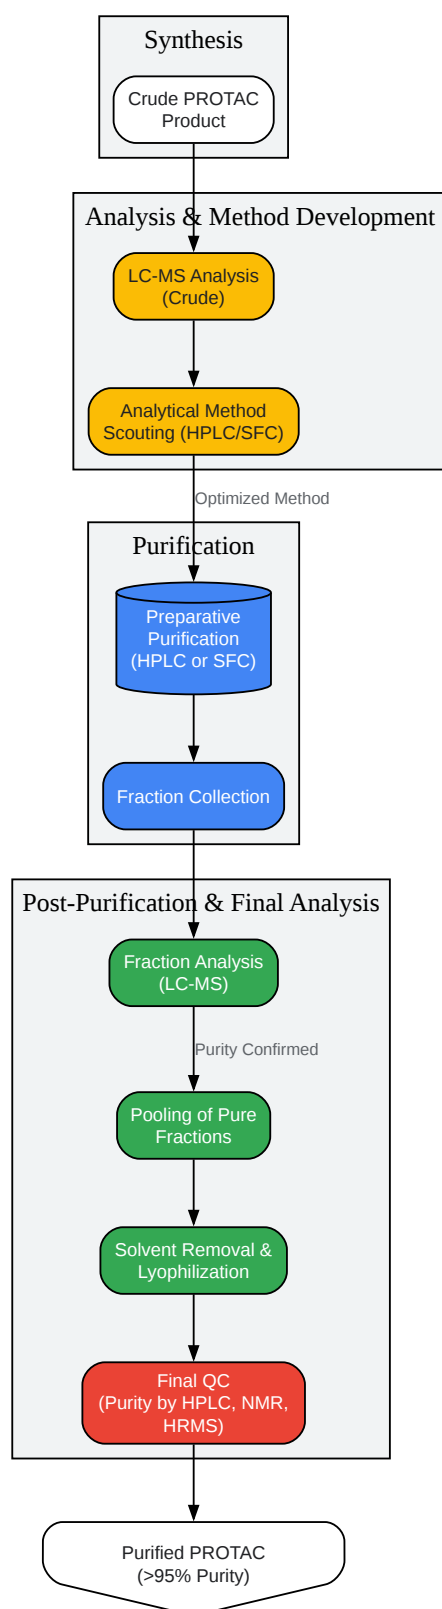 Synthesis
Crude PROTAC
Product
Analysis & Method Development
LC-MS Analysis
(Crude)
Analytical Method
Scouting (HPLC/SFC)
Optimized Method
Purification
Preparative
Purification
(HPLC or SFC)
Fraction Collection
Post-Purification & Final Analysis
Fraction Analysis
(LC-MS)
Purity Confirmed
Pooling of Pure
Fractions
Solvent Removal &
Lyophilization
Final QC
(Purity by HPLC, NMR,
HRMS)
Purified PROTAC
(>95% Purity)